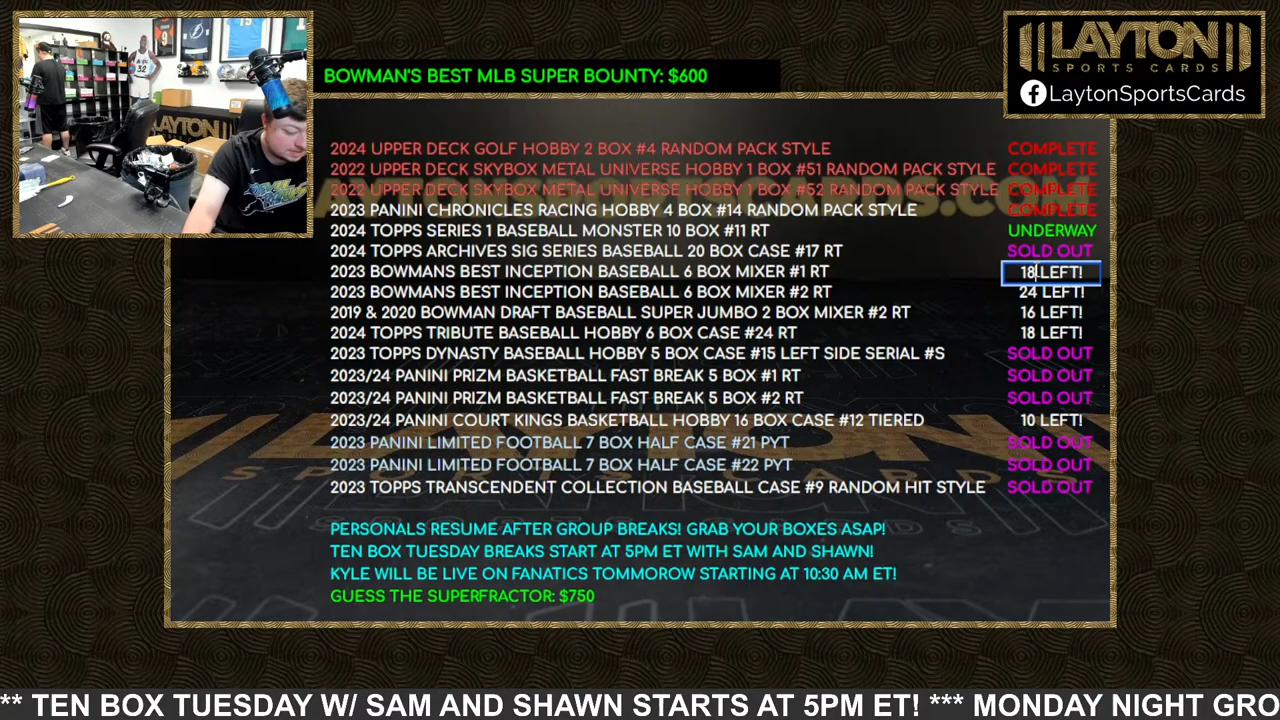 BOWMAN'S BEST MLB SUPER BOUNTY: $600
LAYTON
SPORTS CARDS
LaytonSportsCards
2024 UPPER DECK GOLF HOBBY 2 BOX #4 RANDOM PACK STYLE COMPLETE
2022 UPPER DECK SKYBOX METAL UNIVERSE HOBBY 1 BOX #51 RANDOM PACK STYLE COMPLETE
2022 UPPER DECK SKYBOX METAL UNIVERSE HOBBY 1 BOX #52 RANDOM PACK STYLE COMPLETE
2023 PANINI CHRONICLES RACING HOBBY 4 BOX #14 RANDOM PACK STYLE COMPLETE
2024 TOPPS SERIES 1 BASEBALL MONSTER 10 BOX #11 RT UNDERWAY
2024 TOPPS ARCHIVES SIG SERIES BASEBALL 20 BOX CASE #17 RT SOLD OUT
2023 BOWMANS BEST INCEPTION BASEBALL 6 BOX MIXER #1 RT 18 LEFT!
2023 BOWMANS BEST INCEPTION BASEBALL 6 BOX MIXER #2 RT 24 LEFT!
2019 & 2020 BOWMAN DRAFT BASEBALL SUPER JUMBO 2 BOX MIXER #2 RT 16 LEFT!
2024 TOPPS TRIBUTE BASEBALL HOBBY 6 BOX CASE #24 RT 18 LEFT!
2023 TOPPS DYNASTY BASEBALL HOBBY 5 BOX CASE #15 LEFT SIDE SERIAL #S SOLD OUT
2023/24 PANINI PRIZM BASKETBALL FAST BREAK 5 BOX #1 RT SOLD OUT
2023/24 PANINI PRIZM BASKETBALL FAST BREAK 5 BOX #2 RT SOLD OUT
2023/24 PANINI COURT KINGS BASKETBALL HOBBY 16 BOX CASE #12 TIERED 10 LEFT!
2023 PANINI LIMITED FOOTBALL 7 BOX HALF CASE #21 PYT SOLD OUT
2023 PANINI LIMITED FOOTBALL 7 BOX HALF CASE #22 PYT SOLD OUT
2023 TOPPS TRANSCENDENT COLLECTION BASEBALL CASE #9 RANDOM HIT STYLE SOLD OUT
PERSONALS RESUME AFTER GROUP BREAKS! GRAB YOUR BOXES ASAP!
TEN BOX TUESDAY BREAKS START AT 5PM ET WITH SAM AND SHAWN!
KYLE WILL BE LIVE ON FANATICS TOMMOROW STARTING AT 10:30 AM ET!
GUESS THE SUPERFRACTOR: $750
** TEN BOX TUESDAY W/ SAM AND SHAWN STARTS AT 5PM ET! *** MONDAY NIGHT GRO